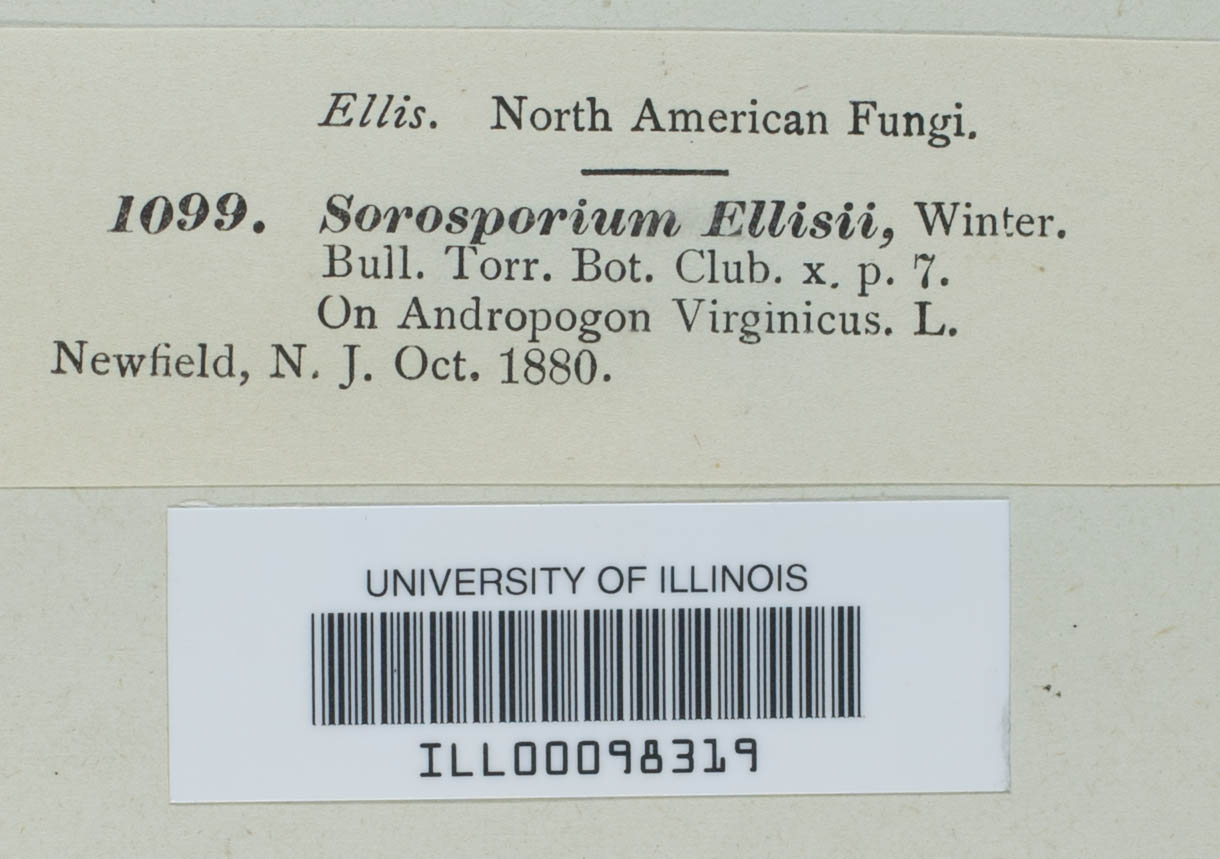 Ellis. North American Fungi.
1099. Sorosporium Ellisii, Winter.
Bull. Torr. Bot. Club. x. p. 7.
On Andropogon Virginicus. L.
Newfield, N. J. Oct. 1880.
UNIVERSITY OF ILLINOIS
ILL00098319